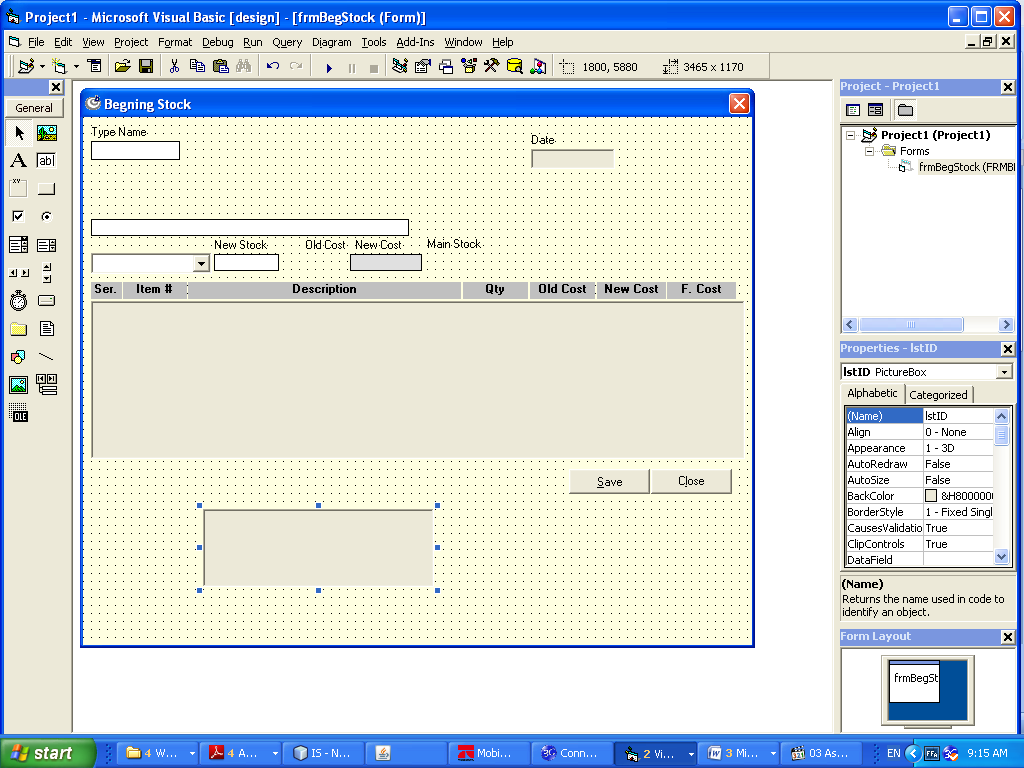 Project1 - Microsoft Visual Basic [design] - [frmBegStock (Form)]
File Edit View Project Format Debug Run Query Diagram Tools Add-Ins Window Help
1800, 5880 3465 x 1170
General
A ab|
xy
OLE
Begning Stock
Type Name
Date
New Stock Old Cost New Cost Main Stock
Ser. Item # Description Qty Old Cost New Cost F. Cost
Save Close
Project - Project1
Project1 (Project1)
Forms
frmBegStock (FRMB
Properties - lstID
lstID PictureBox
Alphabetic Categorized
(Name) lstID
Align 0 - None
Appearance 1 - 3D
AutoRedraw False
AutoSize False
BackColor &H8000000
BorderStyle 1 - Fixed Singl
CausesValidatio True
ClipControls True
DataField
(Name)
Returns the name used in code to
identify an object.
Form Layout
frmBegSt
start 4 W... 4 A... IS - N... Mobi... Conn... 2 Vi... 3 Mi... 03 As... EN 9:15 AM